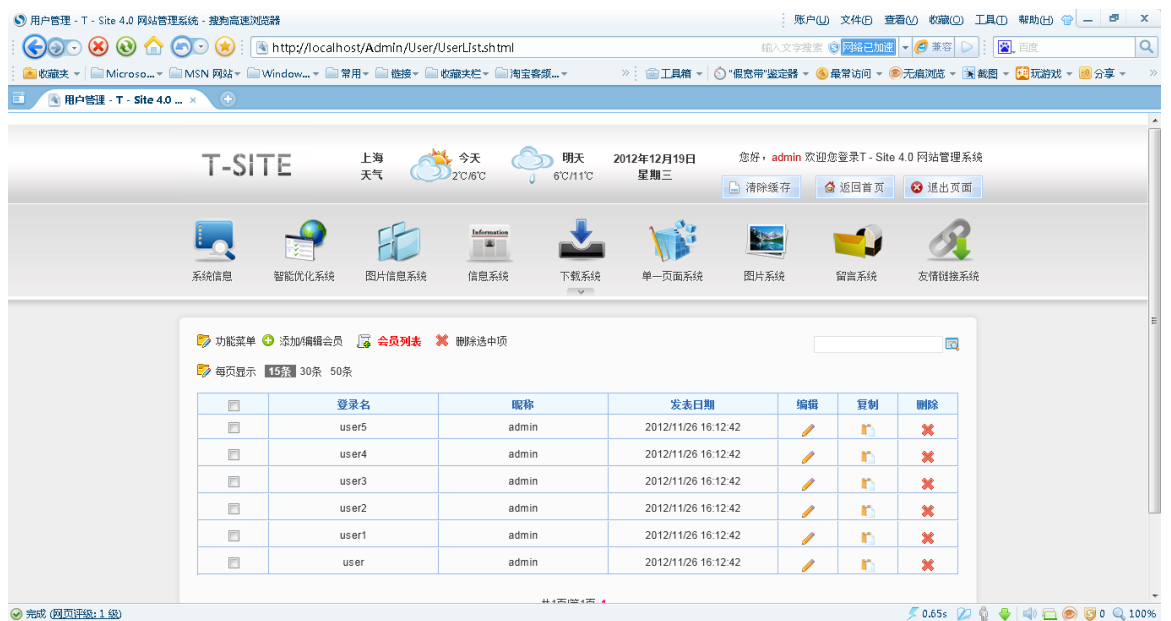 用户管理 - T - Site 4.0 网站管理系统 - 搜狗高速浏览器
账户(U) 文件(F) 查看(V) 收藏(O) 工具(T) 帮助(H)
http://localhost/Admin/User/UserList.shtml
输入文字搜索 网络已加速 兼容 百度
收藏夹 Microso... MSN 网站 Window... 常用 链接 收藏夹栏 淘宝客频... » 工具箱 "假宽带"鉴定器 最常访问 无痕浏览 截图 玩游戏 分享 »
用户管理 - T - Site 4.0 ... ×
T-SITE
上海 今天 明天 2012年12月19日
天气 2℃/6℃ 6℃/11℃ 星期三
您好，admin 欢迎您登录T - Site 4.0 网站管理系统
清除缓存 返回首页 退出页面
Information
系统信息 智能优化系统 图片信息系统 信息系统 下载系统 单一页面系统 图片系统 留言系统 友情链接系统
功能菜单 添加/编辑会员 会员列表 删除选中项
每页显示 15条 30条 50条
登录名 昵称 发表日期 编辑 复制 删除
user5 admin 2012/11/26 16:12:42
user4 admin 2012/11/26 16:12:42
user3 admin 2012/11/26 16:12:42
user2 admin 2012/11/26 16:12:42
user1 admin 2012/11/26 16:12:42
user admin 2012/11/26 16:12:42
共1页/第1页 1
完成 (网页评级: 1 级) 0.65s 0 100%